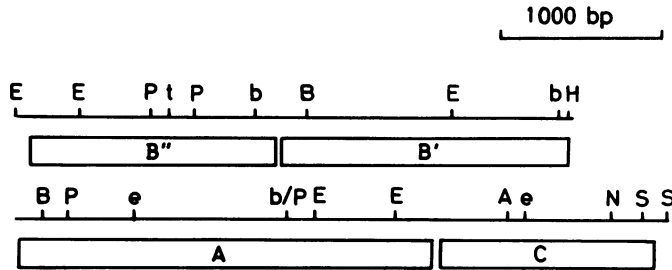 1000 bp
E E P t P b B E b H
B" B'
B P e b/P E E A e N S S
A C